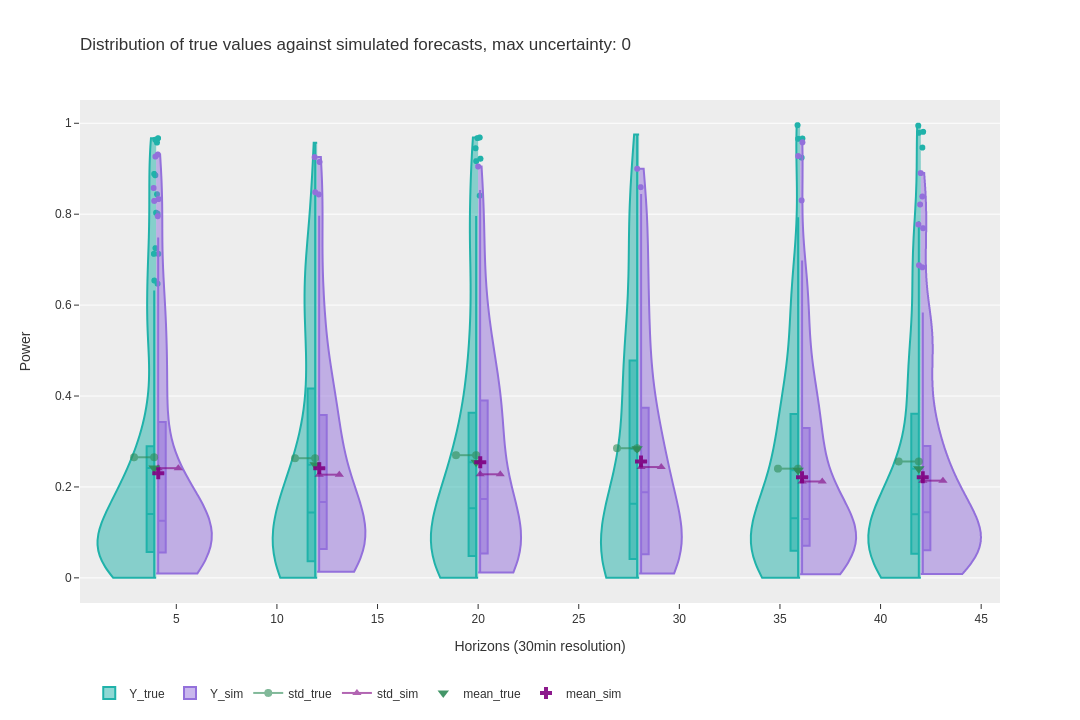 Distribution of true values against simulated forecasts, max uncertainty: 0
1
0.8
0.6
0.4
0.2
0
Power
5 10 15 20 25 30 35 40 45
Horizons (30min resolution)
Y_true Y_sim std_true std_sim mean_true mean_sim